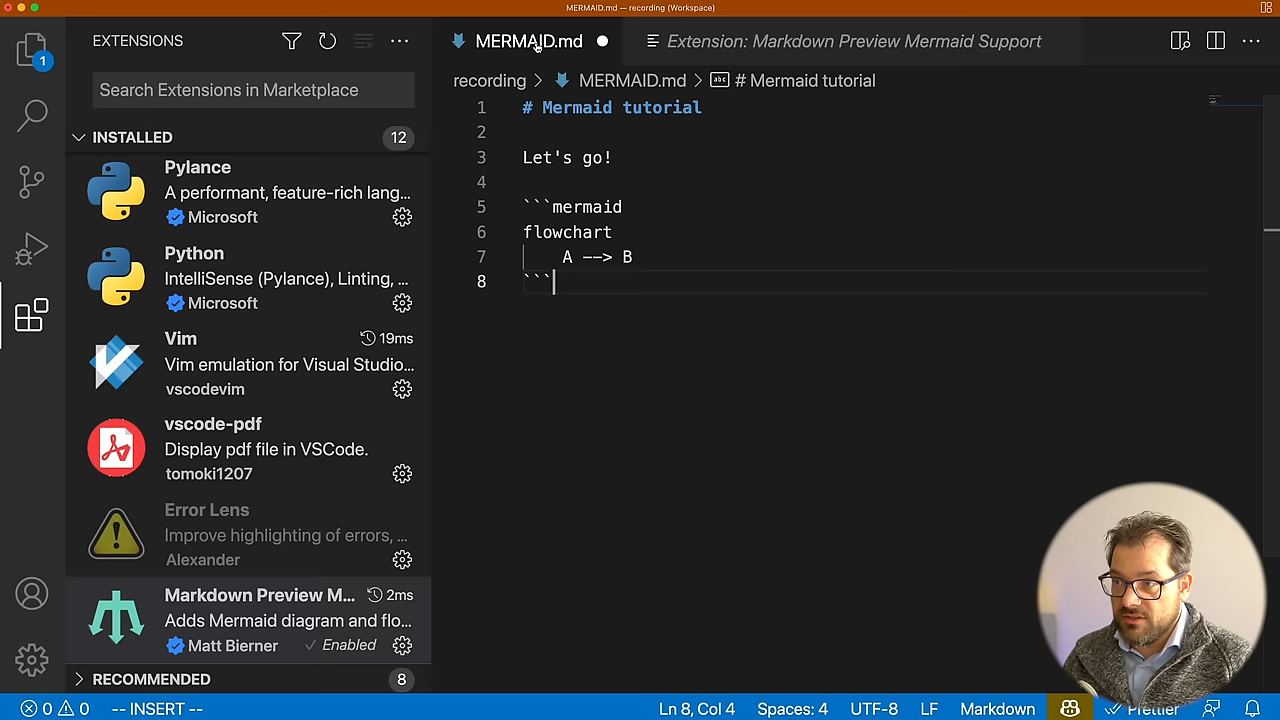 MERMAID.md — recording (Workspace)
EXTENSIONS
MERMAID.md
Extension: Markdown Preview Mermaid Support
1
Search Extensions in Marketplace
recording > MERMAID.md > # Mermaid tutorial
INSTALLED
12
Pylance
A performant, feature-rich lang...
Microsoft
Python
IntelliSense (Pylance), Linting, ...
Microsoft
Vim
19ms
Vim emulation for Visual Studio...
vscodevim
vscode-pdf
Display pdf file in VSCode.
tomoki1207
Error Lens
Improve highlighting of errors, ...
Alexander
Markdown Preview M...
2ms
Adds Mermaid diagram and flo...
Matt Bierner
Enabled
RECOMMENDED
8
1 # Mermaid tutorial
2
3 Let's go!
4
5 ```mermaid
6 flowchart
7     A --> B
8 ```
0 0 -- INSERT --
Ln 8, Col 4
Spaces: 4
UTF-8
LF
Markdown
Prettier